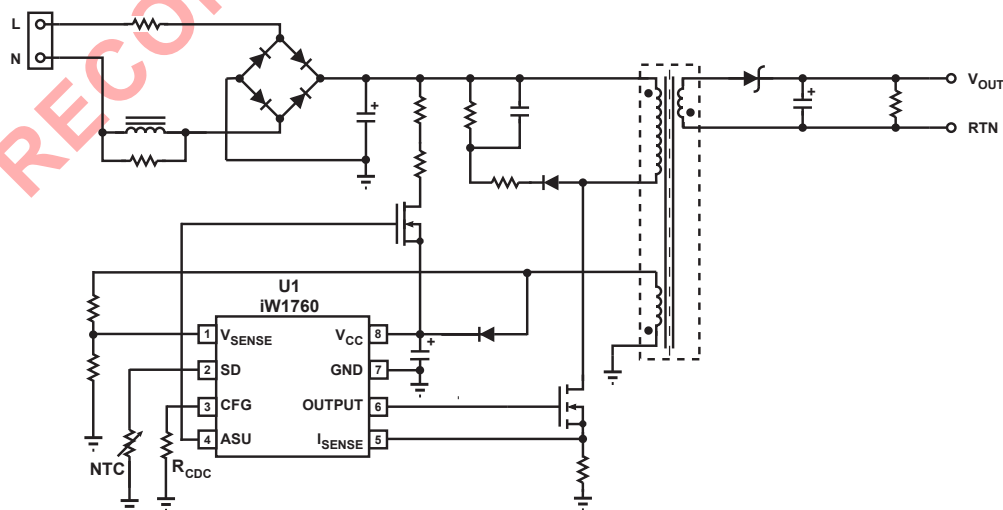 RECOM
L
N
VOUT
RTN
U1
iW1760
1 VSENSE
VCC 8
2 SD
GND 7
3 CFG
OUTPUT 6
4 ASU
ISENSE 5
NTC
RCDC
+
+
+